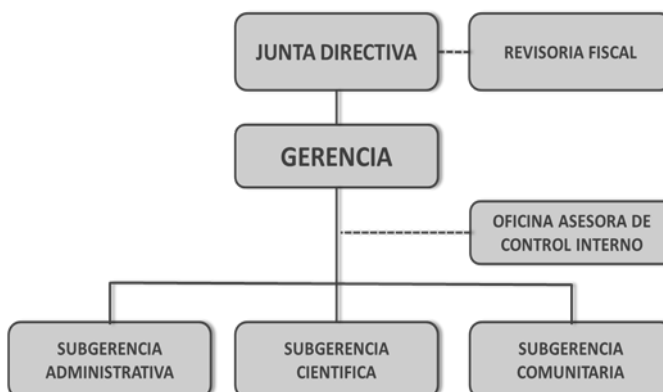 JUNTA DIRECTIVA
REVISORIA FISCAL
GERENCIA
OFICINA ASESORA DE
CONTROL INTERNO
SUBGERENCIA
ADMINISTRATIVA
SUBGERENCIA
CIENTIFICA
SUBGERENCIA
COMUNITARIA